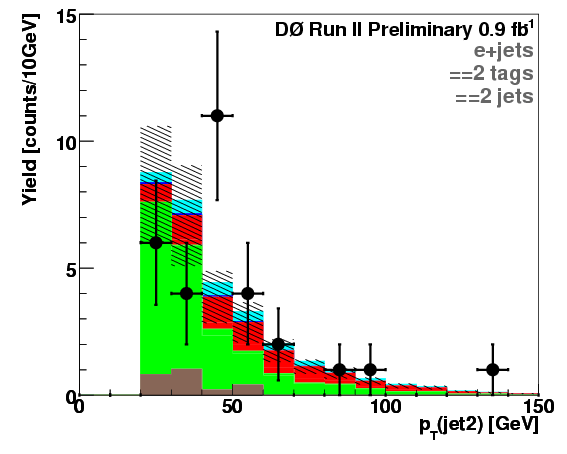 DØ Run II Preliminary 0.9 fb-1
e+jets
==2 tags
==2 jets
Yield [counts/10GeV]
15
10
5
0
0 50 100 150
pT(jet2) [GeV]